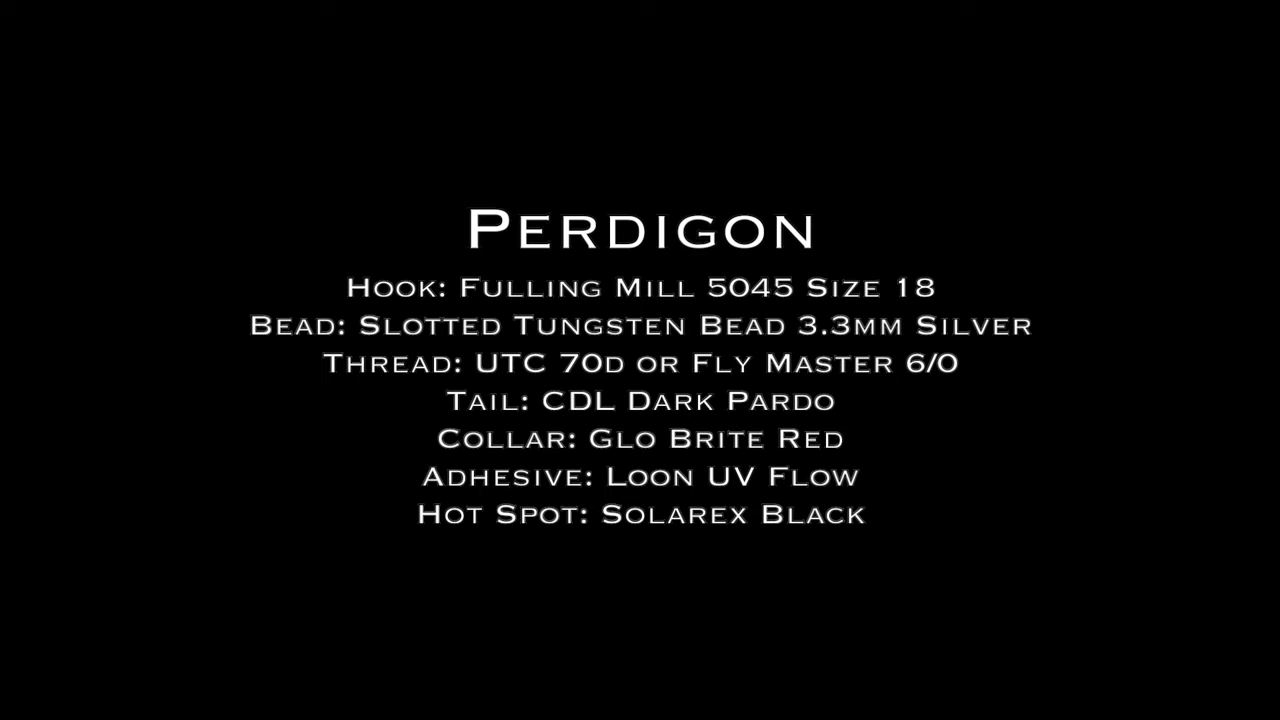 Perdigon
Hook: Fulling Mill 5045 Size 18
Bead: Slotted Tungsten Bead 3.3mm Silver
Thread: UTC 70d or Fly Master 6/0
Tail: CDL Dark Pardo
Collar: Glo Brite Red
Adhesive: Loon UV Flow
Hot Spot: Solarex Black